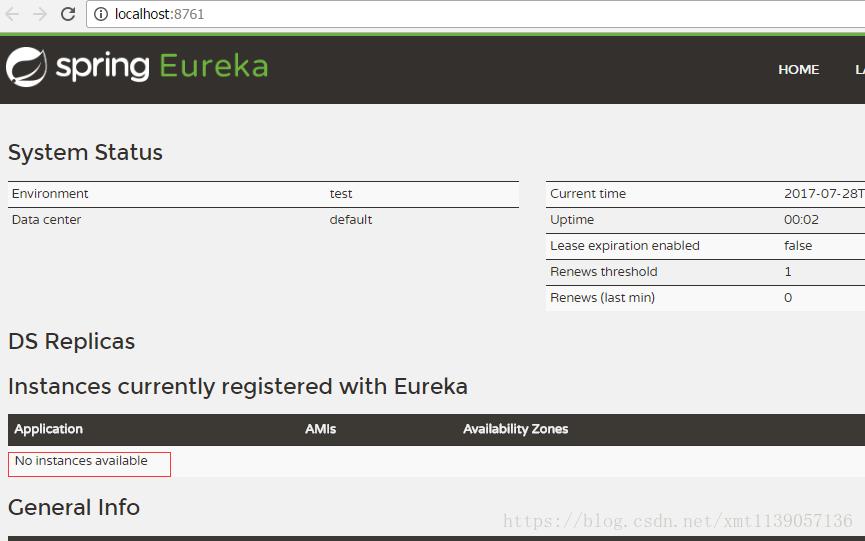 localhost:8761
spring Eureka
HOME LA
System Status
Environment test
Data center default
Current time 2017-07-28T
Uptime 00:02
Lease expiration enabled false
Renews threshold 1
Renews (last min) 0
DS Replicas
Instances currently registered with Eureka
Application AMIs Availability Zones
No instances available
General Info
https://blog.csdn.net/xmt1139057136